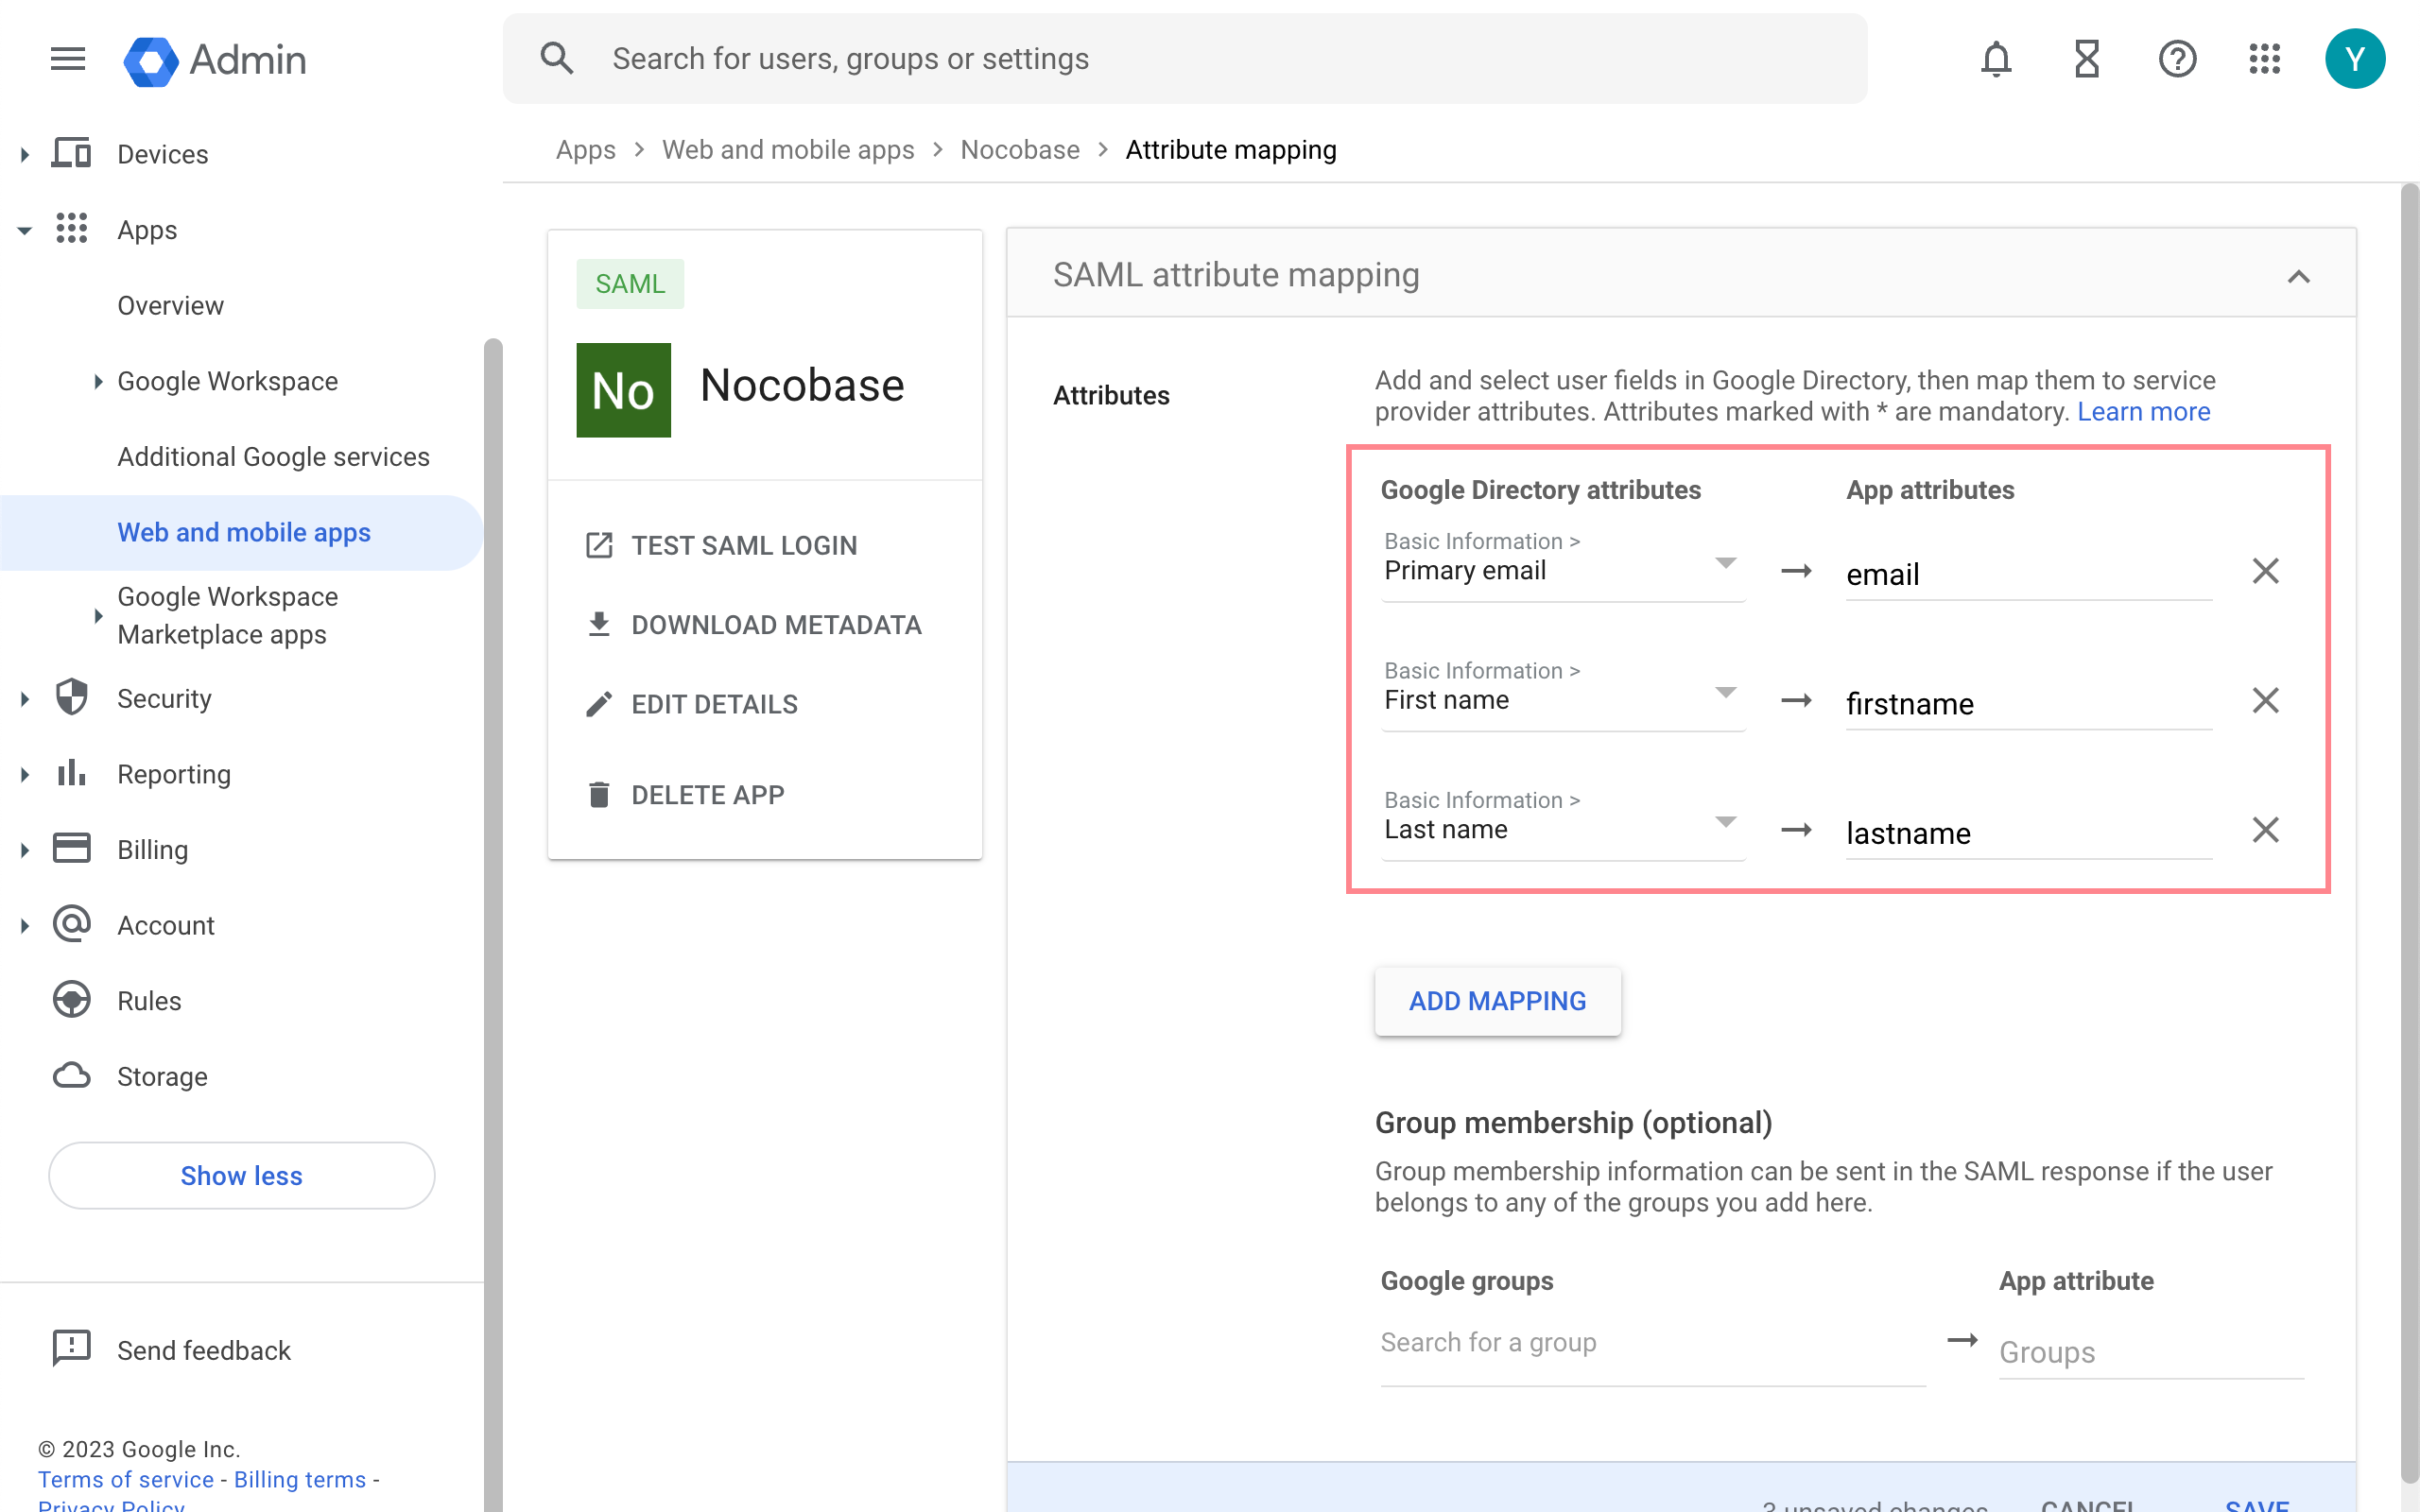 Admin
Search for users, groups or settings
Y
Devices
Apps
Overview
Google Workspace
Additional Google services
Web and mobile apps
Google Workspace
Marketplace apps
Security
Reporting
Billing
Account
Rules
Storage
Show less
Send feedback
© 2023 Google Inc.
Terms of service - Billing terms -
Privacy Policy
Apps > Web and mobile apps > Nocobase > Attribute mapping
SAML
No Nocobase
TEST SAML LOGIN
DOWNLOAD METADATA
EDIT DETAILS
DELETE APP
SAML attribute mapping
Attributes
Add and select user fields in Google Directory, then map them to service
provider attributes. Attributes marked with * are mandatory. Learn more
Google Directory attributes App attributes
Basic Information >
Primary email → email
Basic Information >
First name → firstname
Basic Information >
Last name → lastname
ADD MAPPING
Group membership (optional)
Group membership information can be sent in the SAML response if the user
belongs to any of the groups you add here.
Google groups App attribute
Search for a group → Groups
3 unsaved changes CANCEL SAVE